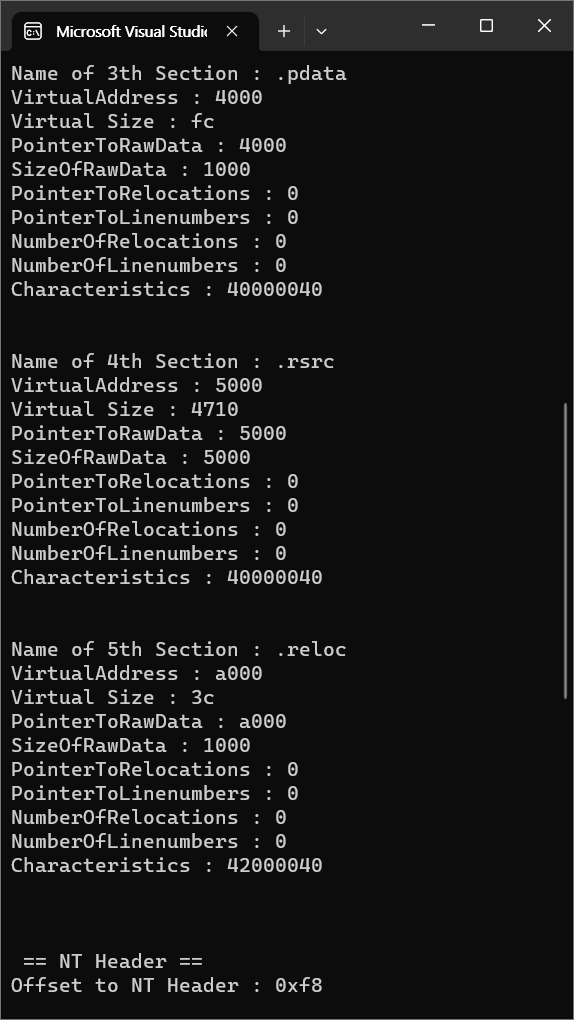 Microsoft Visual Studi
Name of 3th Section : .pdata
VirtualAddress : 4000
Virtual Size : fc
PointerToRawData : 4000
SizeOfRawData : 1000
PointerToRelocations : 0
PointerToLinenumbers : 0
NumberOfRelocations : 0
NumberOfLinenumbers : 0
Characteristics : 40000040
Name of 4th Section : .rsrc
VirtualAddress : 5000
Virtual Size : 4710
PointerToRawData : 5000
SizeOfRawData : 5000
PointerToRelocations : 0
PointerToLinenumbers : 0
NumberOfRelocations : 0
NumberOfLinenumbers : 0
Characteristics : 40000040
Name of 5th Section : .reloc
VirtualAddress : a000
Virtual Size : 3c
PointerToRawData : a000
SizeOfRawData : 1000
PointerToRelocations : 0
PointerToLinenumbers : 0
NumberOfRelocations : 0
NumberOfLinenumbers : 0
Characteristics : 42000040
== NT Header ==
Offset to NT Header : 0xf8